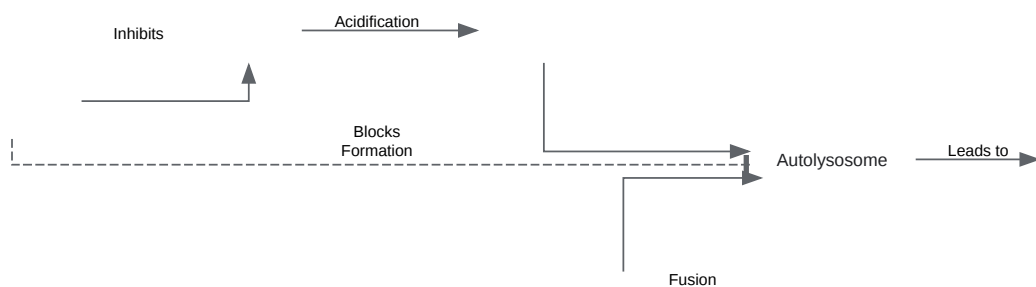 Inhibits
Acidification
Blocks
Formation
Autolysosome
Leads to
Fusion